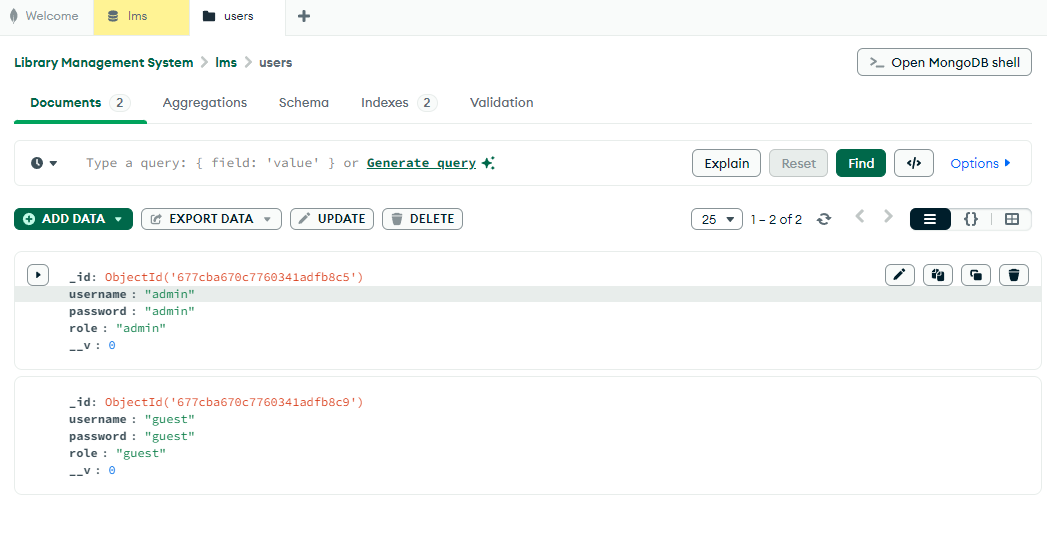 Welcome lms users
Library Management System lms users
>_ Open MongoDB shell
Documents 2 Aggregations Schema Indexes 2 Validation
Type a query: { field: 'value' } or Generate query
Explain Reset Find </> Options
ADD DATA EXPORT DATA UPDATE DELETE 25 1 – 2 of 2 {}
_id: ObjectId('677cba670c7760341adfb8c5')
username : "admin"
password : "admin"
role : "admin"
__v : 0
_id: ObjectId('677cba670c7760341adfb8c9')
username : "guest"
password : "guest"
role : "guest"
__v : 0